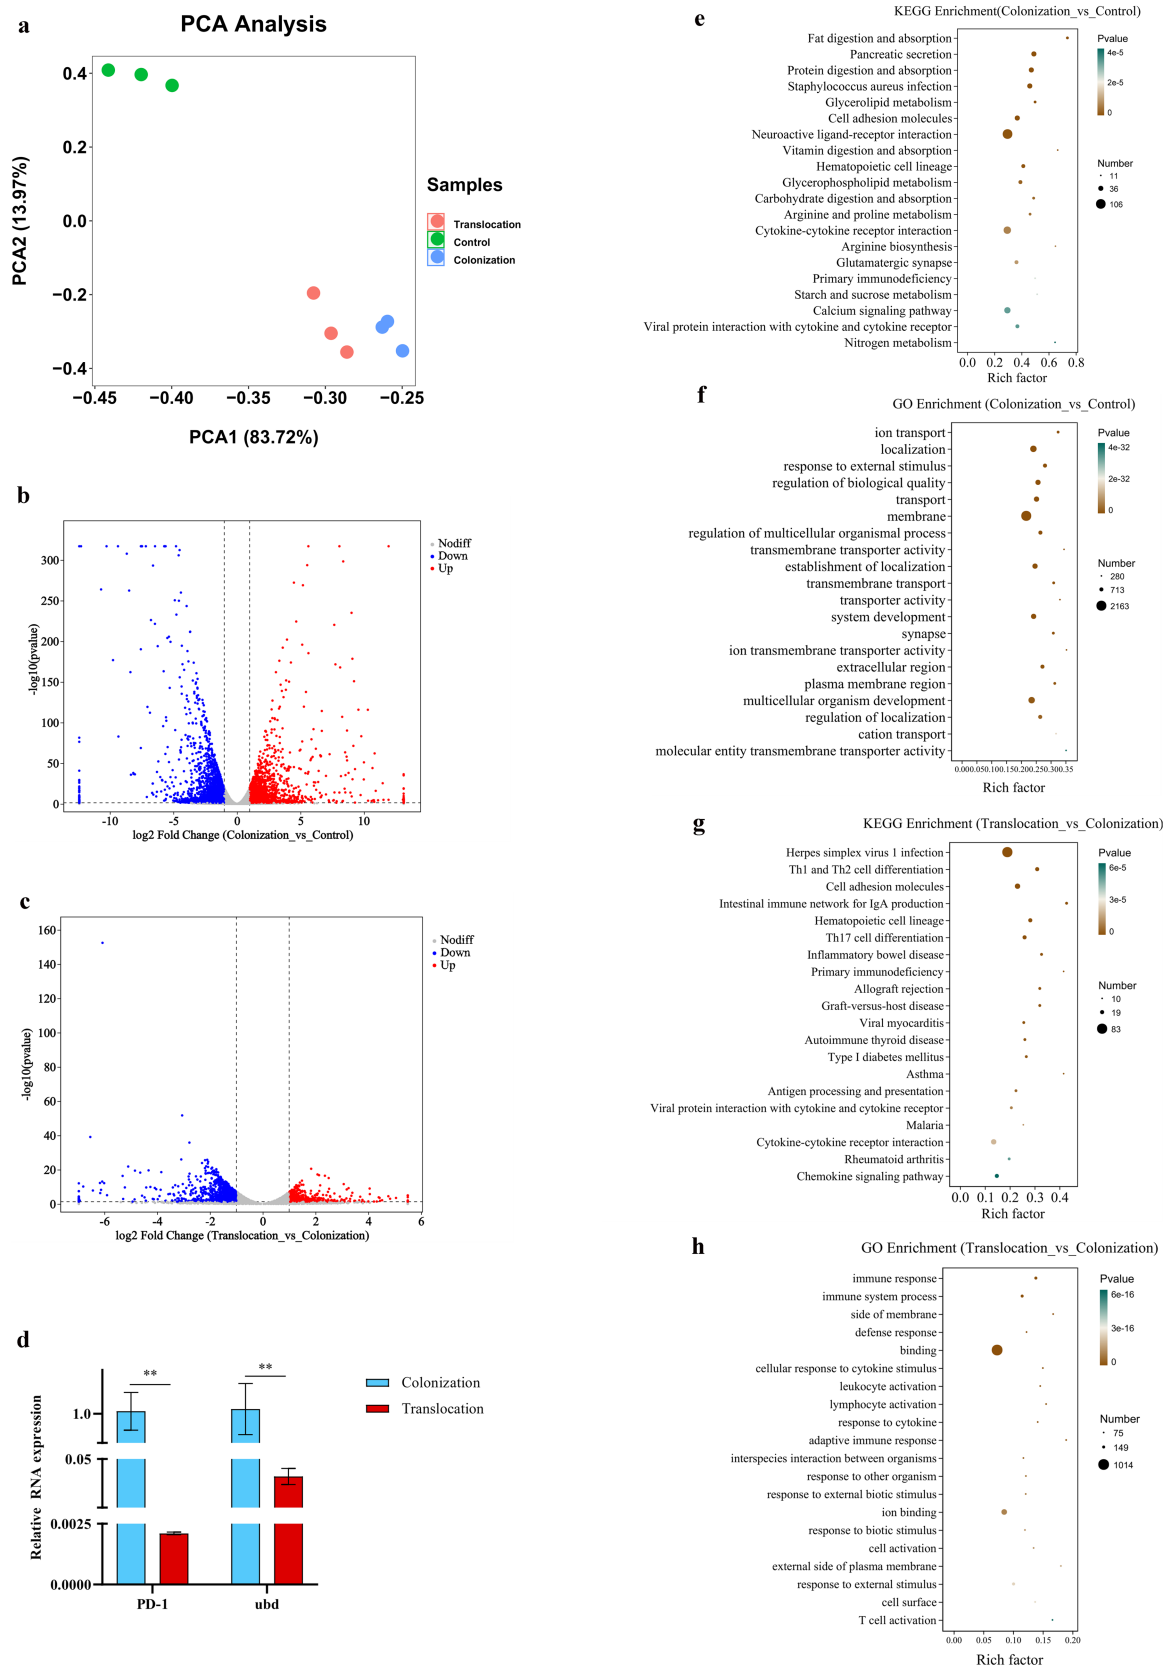 a
PCA Analysis
0.4
0.2
0.0
−0.2
−0.4
−0.45
−0.40
−0.35
−0.30
−0.25
PCA2 (13.97%)
PCA1 (83.72%)
Samples
Translocation
Control
Colonization
b
300
250
200
150
100
50
0
-10
-5
0
5
10
-log10(pvalue)
log2 Fold Change (Colonization_vs_Control)
Nodiff
Down
Up
c
160
140
120
100
80
60
40
20
0
-6
-4
-2
0
2
4
6
-log10(pvalue)
log2 Fold Change (Translocation_vs_Colonization)
Nodiff
Down
Up
d
**
**
1.0
0.05
0.0025
0.0000
Relative RNA expression
PD-1
ubd
Colonization
Translocation
e
KEGG Enrichment(Colonization_vs_Control)
Fat digestion and absorption
Pancreatic secretion
Protein digestion and absorption
Staphylococcus aureus infection
Glycerolipid metabolism
Cell adhesion molecules
Neuroactive ligand-receptor interaction
Vitamin digestion and absorption
Hematopoietic cell lineage
Glycerophospholipid metabolism
Carbohydrate digestion and absorption
Arginine and proline metabolism
Cytokine-cytokine receptor interaction
Arginine biosynthesis
Glutamatergic synapse
Primary immunodeficiency
Starch and sucrose metabolism
Calcium signaling pathway
Viral protein interaction with cytokine and cytokine receptor
Nitrogen metabolism
0.0
0.2
0.4
0.6
0.8
Rich factor
Pvalue
4e-5
2e-5
0
Number
11
36
106
f
GO Enrichment (Colonization_vs_Control)
ion transport
localization
response to external stimulus
regulation of biological quality
transport
membrane
regulation of multicellular organismal process
transmembrane transporter activity
establishment of localization
transmembrane transport
transporter activity
system development
synapse
ion transmembrane transporter activity
extracellular region
plasma membrane region
multicellular organism development
regulation of localization
cation transport
molecular entity transmembrane transporter activity
0.00
0.05
0.10
0.15
0.20
0.25
0.30
0.35
Rich factor
Pvalue
4e-32
2e-32
0
Number
280
713
2163
g
KEGG Enrichment (Translocation_vs_Colonization)
Herpes simplex virus 1 infection
Th1 and Th2 cell differentiation
Cell adhesion molecules
Intestinal immune network for IgA production
Hematopoietic cell lineage
Th17 cell differentiation
Inflammatory bowel disease
Primary immunodeficiency
Allograft rejection
Graft-versus-host disease
Viral myocarditis
Autoimmune thyroid disease
Type I diabetes mellitus
Asthma
Antigen processing and presentation
Viral protein interaction with cytokine and cytokine receptor
Malaria
Cytokine-cytokine receptor interaction
Rheumatoid arthritis
Chemokine signaling pathway
0.0
0.1
0.2
0.3
0.4
Rich factor
Pvalue
6e-5
3e-5
0
Number
10
19
83
h
GO Enrichment (Translocation_vs_Colonization)
immune response
immune system process
side of membrane
defense response
binding
cellular response to cytokine stimulus
leukocyte activation
lymphocyte activation
response to cytokine
adaptive immune response
interspecies interaction between organisms
response to other organism
response to external biotic stimulus
ion binding
response to biotic stimulus
cell activation
external side of plasma membrane
response to external stimulus
cell surface
T cell activation
0.00
0.05
0.10
0.15
0.20
Rich factor
Pvalue
6e-16
3e-16
0
Number
75
149
1014